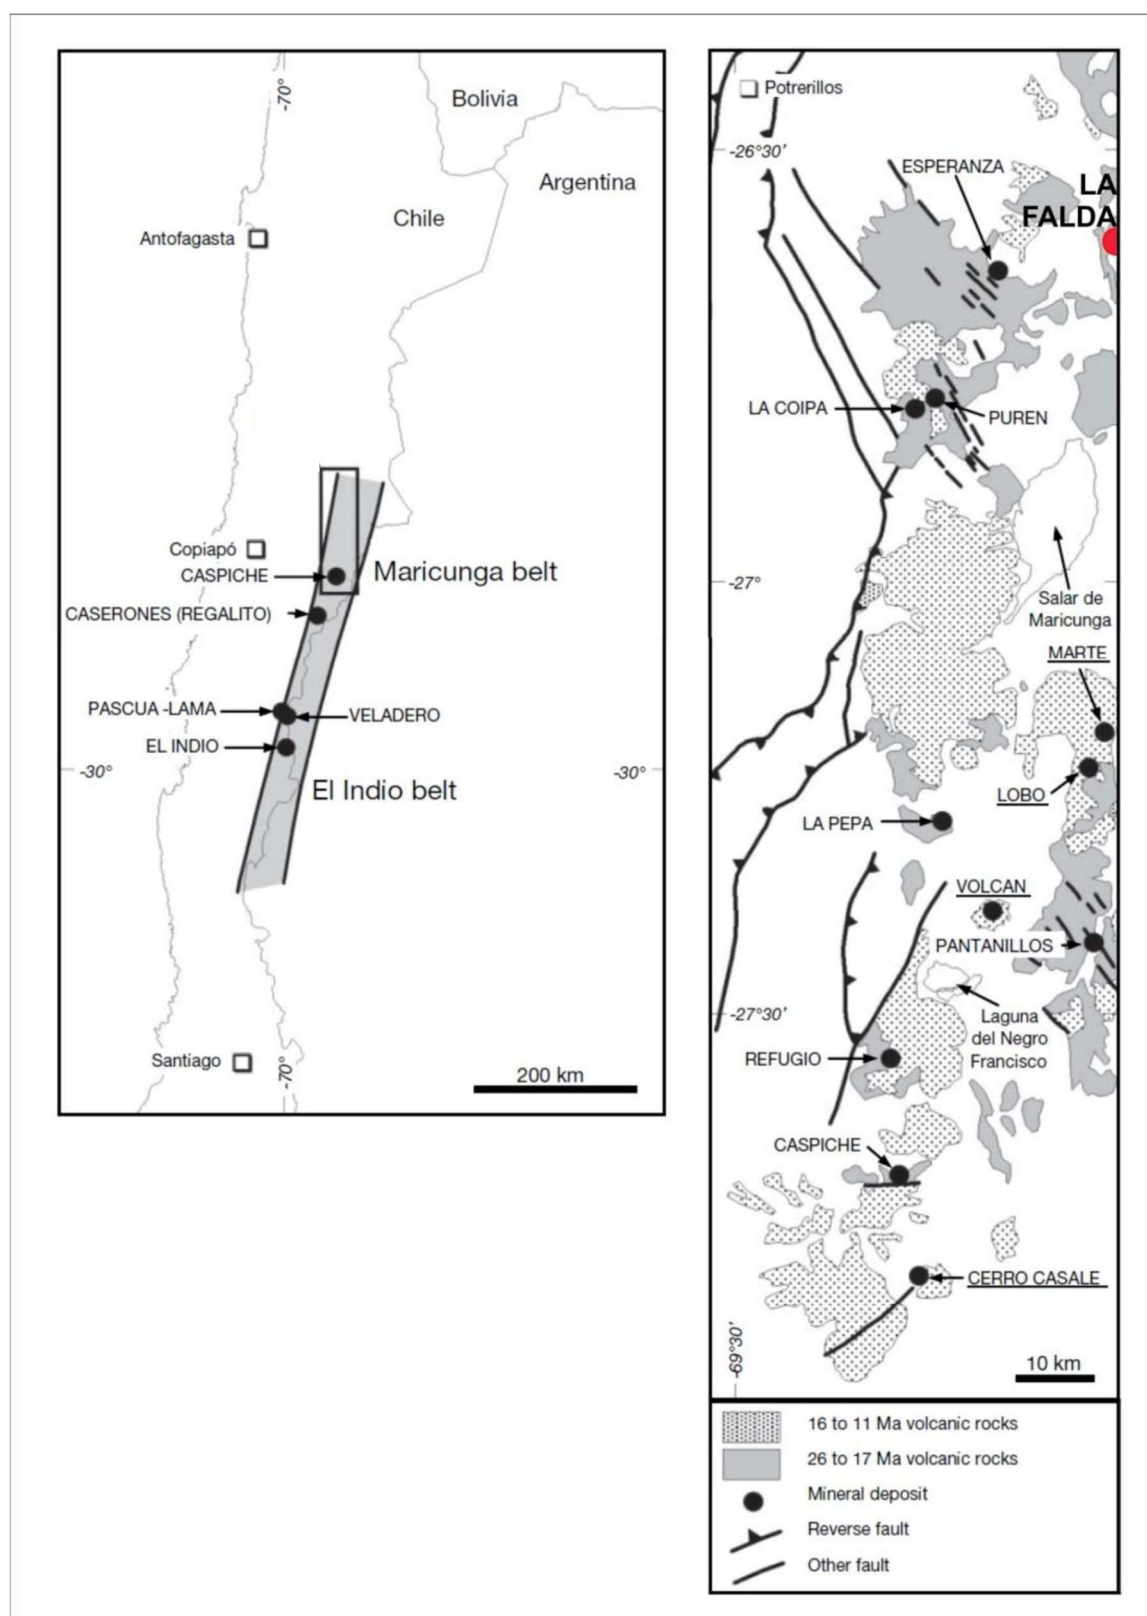 -70°
Bolivia
Argentina
Chile
Antofagasta
Copiapó
CASPICHE
Maricunga belt
CASERONES (REGALITO)
PASCUA -LAMA
VELADERO
EL INDIO
-30°
-30°
El Indio belt
Santiago
-70°
200 km
Potrerillos
-26°30'
ESPERANZA
LA
FALDA
LA COIPA
PUREN
-27°
Salar de
Maricunga
MARTE
LOBO
LA PEPA
VOLCAN
PANTANILLOS
-27°30'
Laguna
del Negro
Francisco
REFUGIO
CASPICHE
CERRO CASALE
-69°30'
10 km
16 to 11 Ma volcanic rocks
26 to 17 Ma volcanic rocks
Mineral deposit
Reverse fault
Other fault